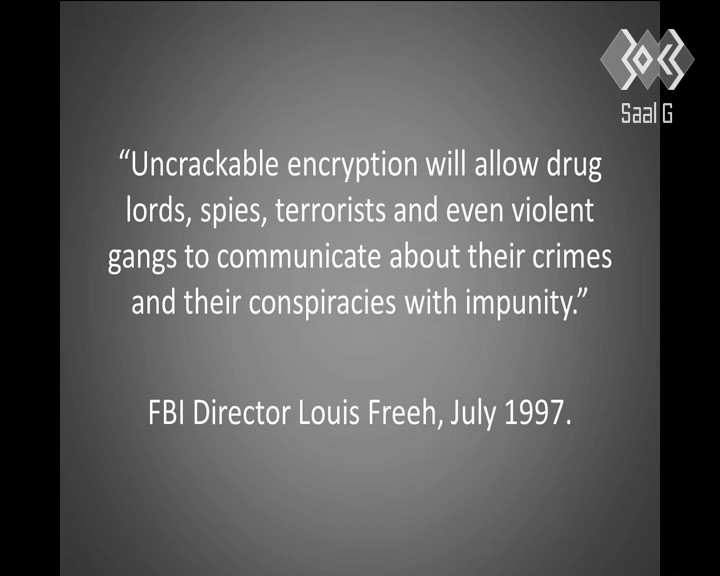 Saal G
“Uncrackable encryption will allow drug
lords, spies, terrorists and even violent
gangs to communicate about their crimes
and their conspiracies with impunity.”
FBI Director Louis Freeh, July 1997.